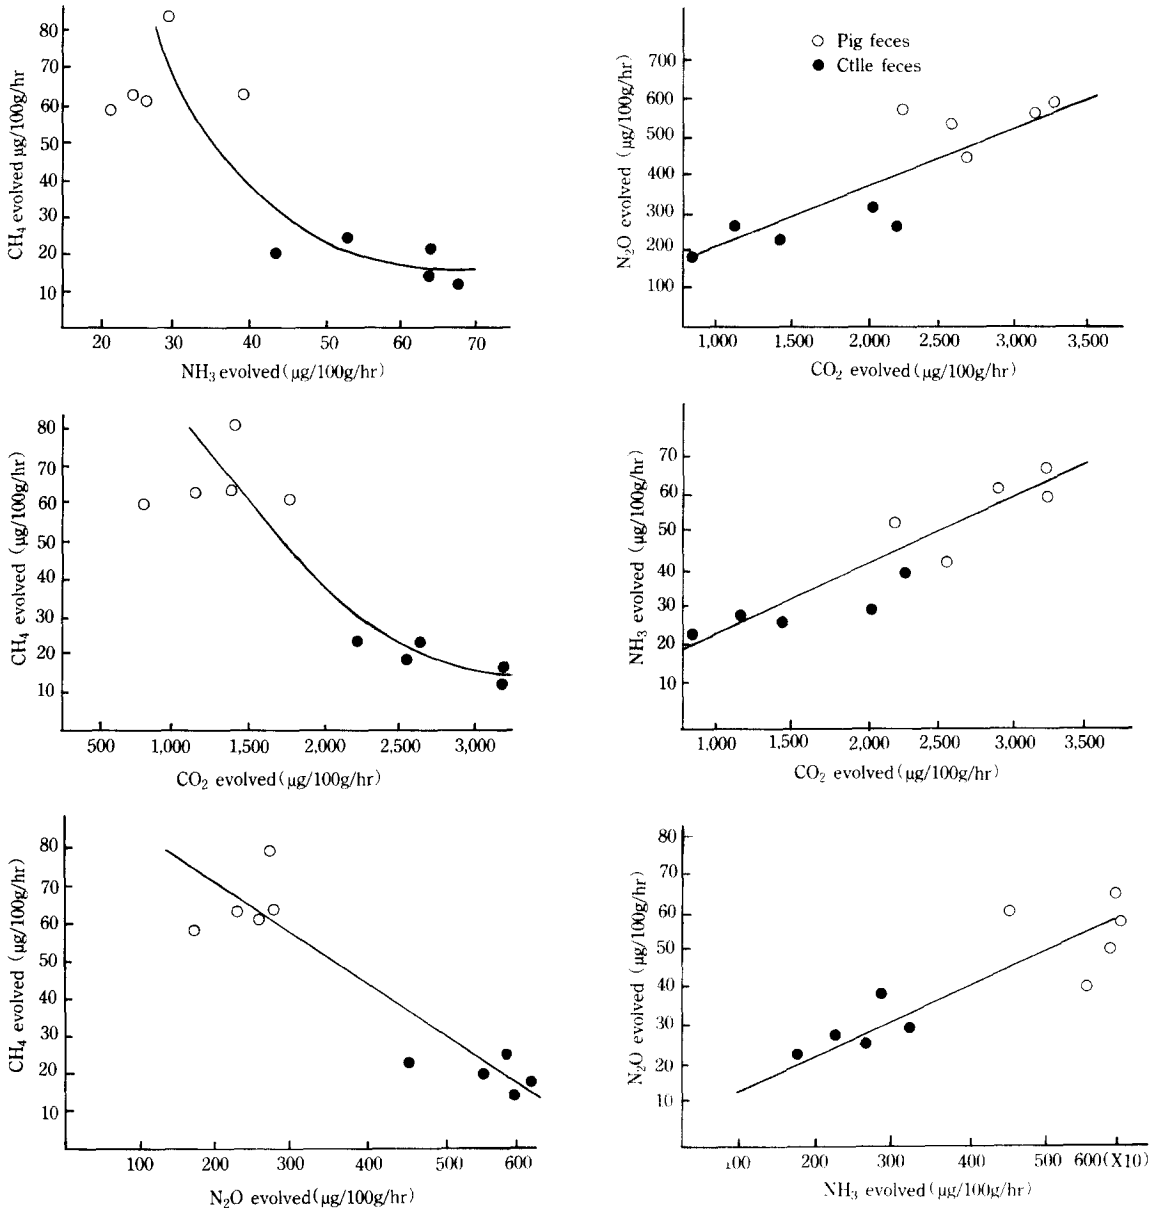 CH₄ evolved µg/100g/hr
80
70
60
50
40
30
20
10
20 30 40 50 60 70
NH₃ evolved (µg/100g/hr)
○ Pig feces
● Ctlle feces
N₂O evolved (µg/100g/hr)
700
600
500
400
300
200
100
1,000 1,500 2,000 2,500 3,000 3,500
CO₂ evolved (µg/100g/hr)
CH₄ evolved (µg/100g/hr)
80
70
60
50
40
30
20
10
500 1,000 1,500 2,000 2,500 3,000
CO₂ evolved (µg/100g/hr)
NH₃ evolved (µg/100g/hr)
70
60
50
40
30
20
10
1,000 1,500 2,000 2,500 3,000 3,500
CO₂ evolved (µg/100g/hr)
CH₄ evolved (µg/100g/hr)
80
70
60
50
40
30
20
10
100 200 300 400 500 600
N₂O evolved (µg/100g/hr)
N₂O evolved (µg/100g/hr)
80
70
60
50
40
30
20
10
100 200 300 400 500 600(X10)
NH₃ evolved (µg/100g/hr)